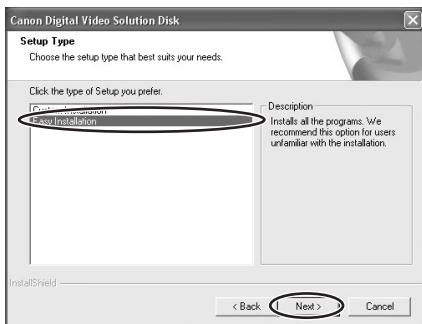 Canon Digital Video Solution Disk
Setup Type
Choose the setup type that best suits your needs.
Click the type of Setup you prefer.
Custom Installation
Easy Installation
Description
Installs all the programs. We
recommend this option for users
unfamiliar with the installation.
InstallShield
< Back
Next >
Cancel